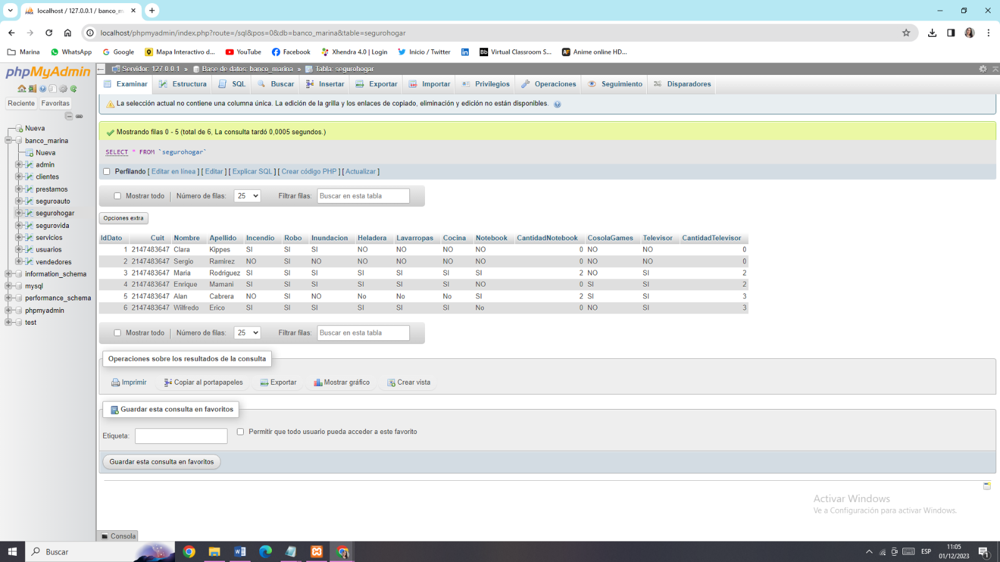 localhost / 127.0.0.1 / banco_m
localhost/phpmyadmin/index.php?route=/sql&pos=0&db=banco_marina&table=segurohogar
Marina WhatsApp Google Mapa Interactivo d... YouTube Facebook Xhendra 4.0 | Login Inicio / Twitter Virtual Classroom S... Anime online HD...
phpMyAdmin
Reciente Favoritas
Nueva
banco_marina
Nueva
admin
clientes
prestamos
seguroauto
segurohogar
segurovida
servicios
usuarios
vendedores
information_schema
mysql
performance_schema
phpmyadmin
test
Servidor: 127.0.0.1 » Base de datos: banco_marina » Tabla: segurohogar
Examinar Estructura SQL Buscar Insertar Exportar Importar Privilegios Operaciones Seguimiento Disparadores
La selección actual no contiene una columna única. La edición de la grilla y los enlaces de copiado, eliminación y edición no están disponibles.
Mostrando filas 0 - 5 (total de 6, La consulta tardó 0,0005 segundos.)
SELECT * FROM `segurohogar`
Perfilando [ Editar en línea ] [ Editar ] [ Explicar SQL ] [ Crear código PHP ] [ Actualizar ]
Mostrar todo Número de filas: 25 Filtrar filas: Buscar en esta tabla
Opciones extra
IdDato Cuit Nombre Apellido Incendio Robo Inundacion Heladera Lavarropas Cocina Notebook CantidadNotebook CosolaGames Televisor CantidadTelevisor
1 2147483647 Clara Kippes SI SI SI NO NO NO NO 0 NO NO 0
2 2147483647 Sergio Ramirez NO SI NO NO NO NO NO 0 NO NO 0
3 2147483647 Maria Rodriguez SI SI SI SI SI SI SI 2 NO SI 2
4 2147483647 Enrique Mamani SI SI SI SI SI SI NO 0 SI SI 2
5 2147483647 Alan Cabrera NO SI NO No No No SI 2 SI SI 3
6 2147483647 Wilfredo Erico SI SI SI SI SI SI No 0 NO SI 3
Mostrar todo Número de filas: 25 Filtrar filas: Buscar en esta tabla
Operaciones sobre los resultados de la consulta
Imprimir Copiar al portapapeles Exportar Mostrar gráfico Crear vista
Guardar esta consulta en favoritos
Etiqueta: Permitir que todo usuario pueda acceder a este favorito
Guardar esta consulta en favoritos
Activar Windows
Ve a Configuración para activar Windows.
Consola
Buscar
ESP
11:05
01/12/2023
1